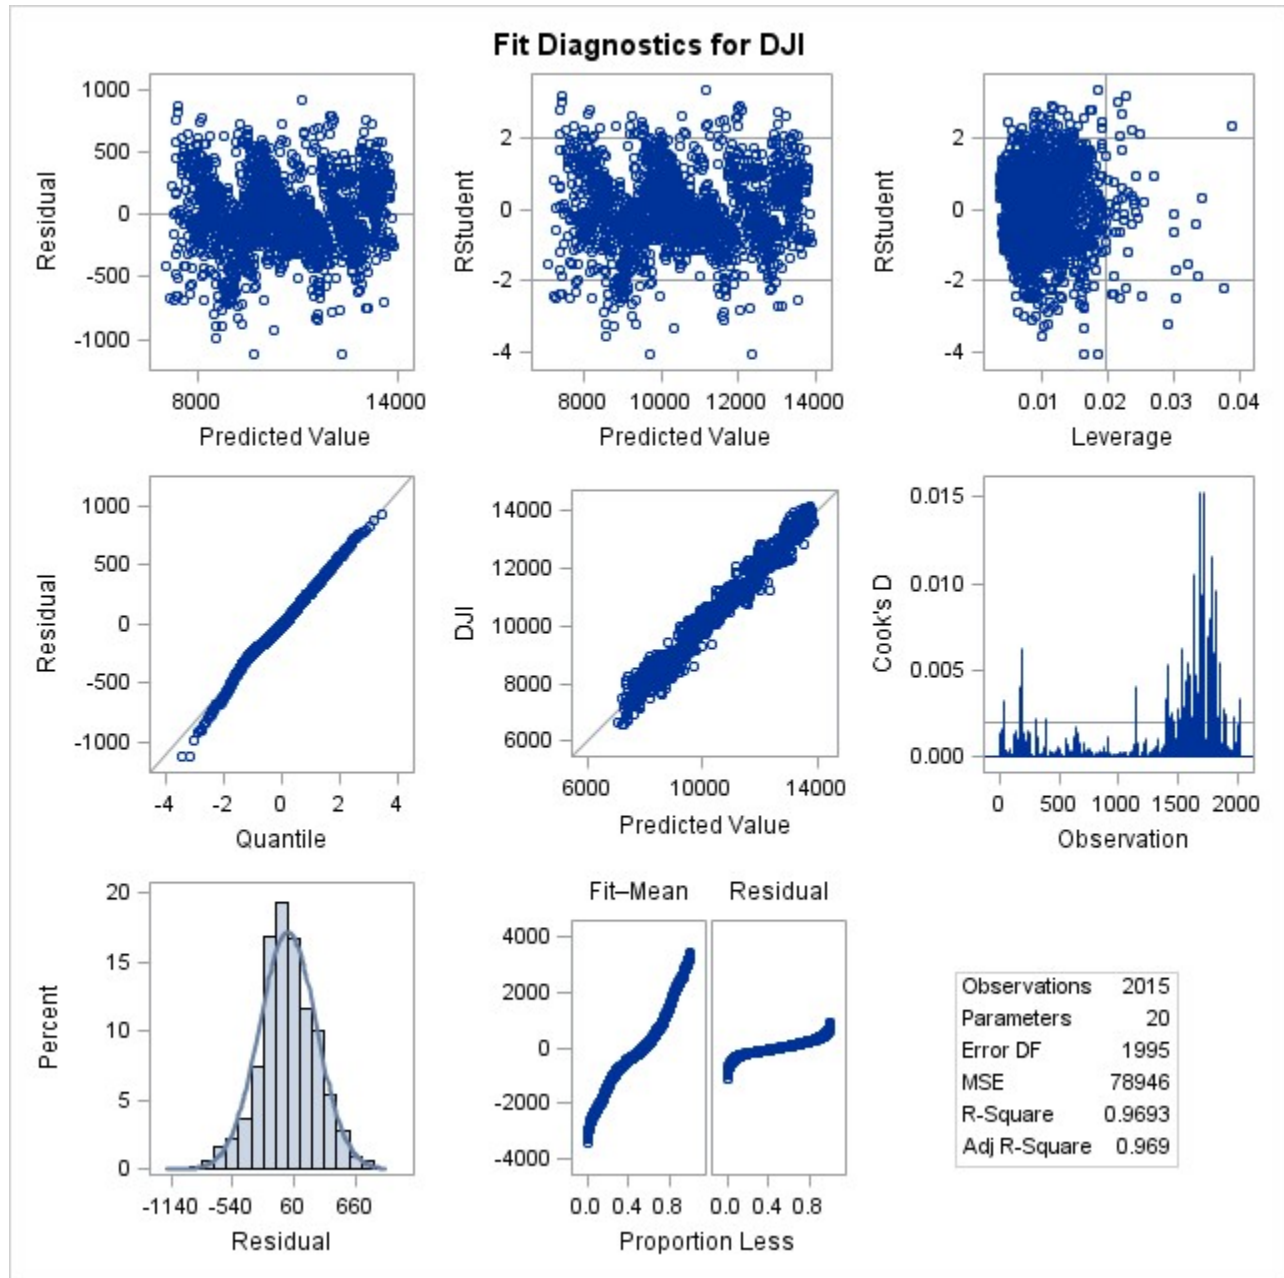 Fit Diagnostics for DJI
1000
500
0
-500
-1000
Residual
8000 14000
Predicted Value
2
0
-2
-4
RStudent
8000 10000 12000 14000
Predicted Value
2
0
-2
-4
RStudent
0.01 0.02 0.03 0.04
Leverage
1000
500
0
-500
-1000
Residual
-4 -2 0 2 4
Quantile
14000
12000
10000
8000
6000
DJI
6000 10000 14000
Predicted Value
0.015
0.010
0.005
0.000
Cook's D
0 500 1000 1500 2000
Observation
20
15
10
5
0
Percent
-1140 -540 60 660
Residual
Fit–Mean Residual
4000
2000
0
-2000
-4000
0.0 0.4 0.8 0.0 0.4 0.8
Proportion Less
Observations 2015
Parameters 20
Error DF 1995
MSE 78946
R-Square 0.9693
Adj R-Square 0.969